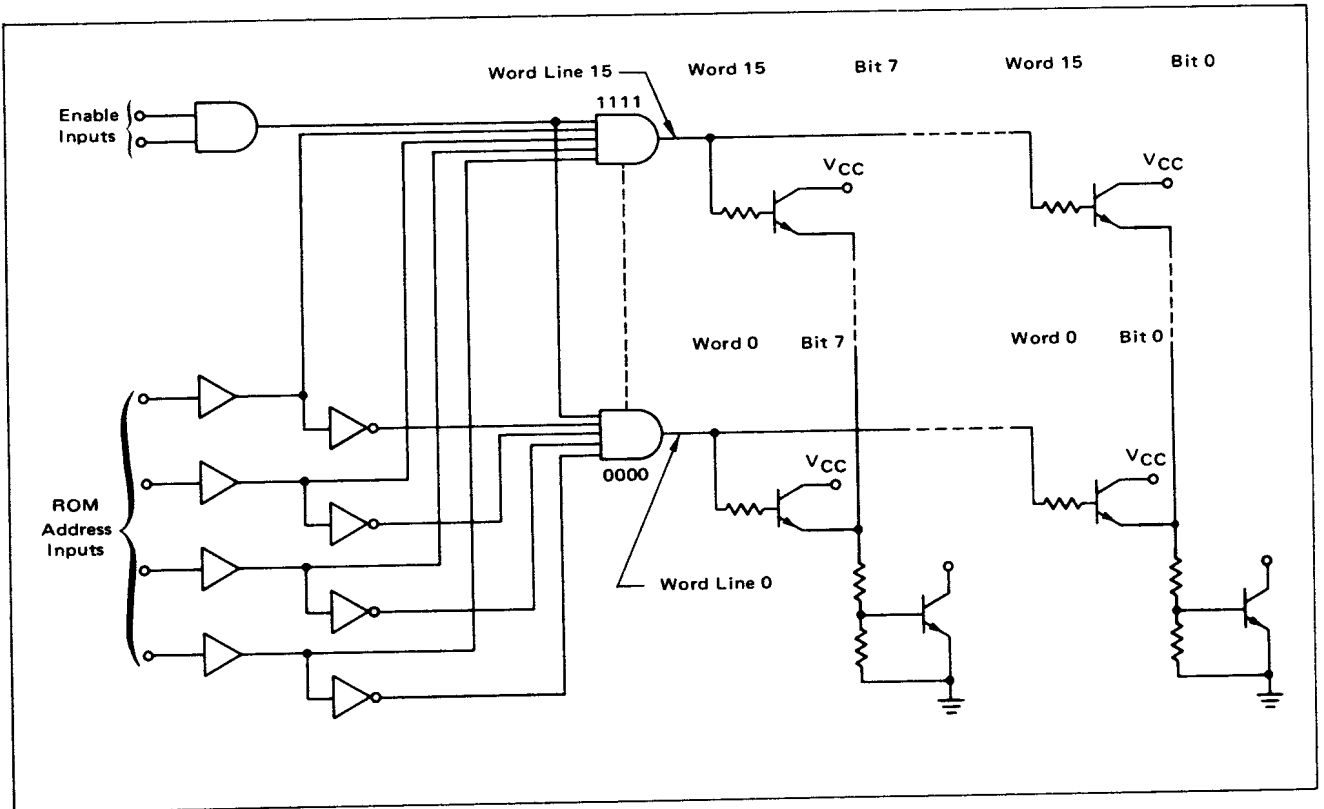 Word Line 15
Word 15
Bit 7
Word 15
Bit 0
Enable
Inputs
1111
VCC
VCC
Word 0
Bit 7
Word 0
Bit 0
0000
VCC
VCC
ROM
Address
Inputs
Word Line 0